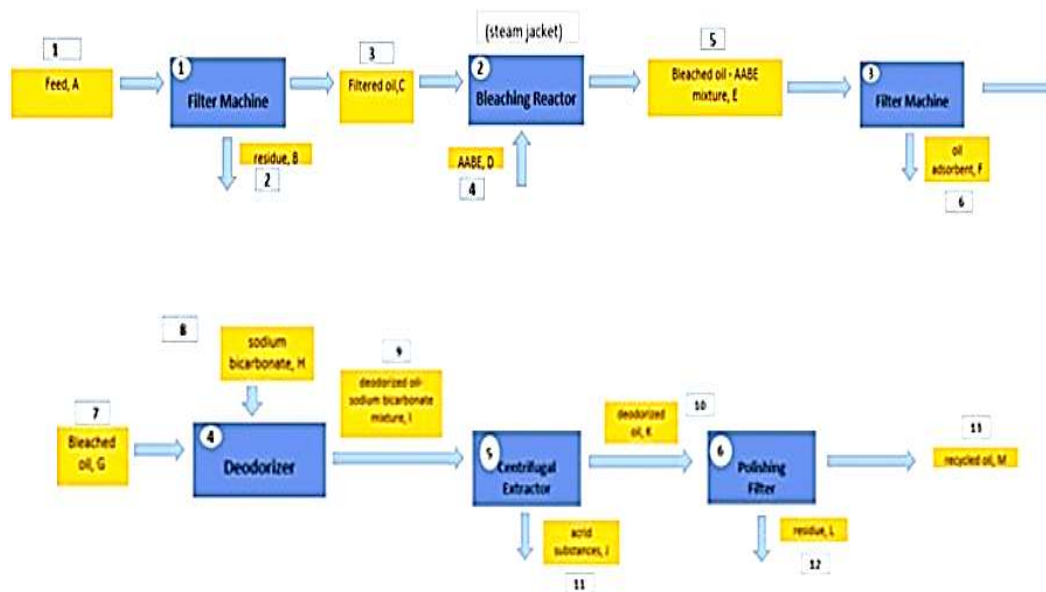 1
Feed, A
1
Filter Machine
residue, B
2
3
Filtered oil,C
(steam jacket)
2
Bleaching Reactor
AABE, D
4
5
Bleached oil - AABE
mixture, E
3
Filter Machine
oil
adsorbent, F
6
7
Bleached
oil, G
8
sodium
bicarbonate, H
4
Deodorizer
9
deodorized oil-
sodium bicarbonate
mixture, I
5
Centrifugal
Extractor
acrid
substances, J
11
10
deodorized
oil, K
6
Polishing
Filter
residue, L
12
13
recycled oil, M